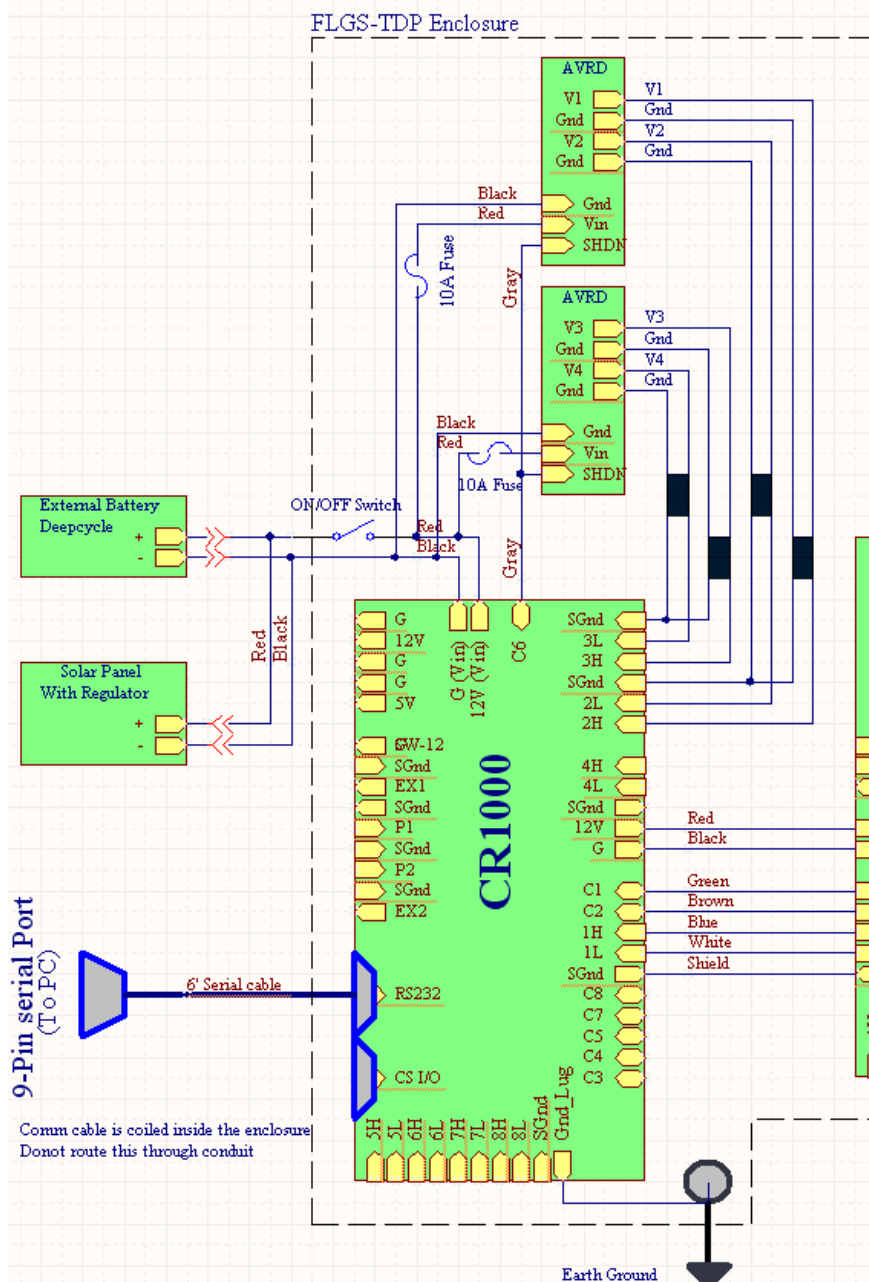 FLGS-TDP Enclosure
AVRD
V1
Gnd
V2
Gnd
Gnd
Vin
SHDN
V1
Gnd
V2
Gnd
Black
Red
10A Fuse
Gray
AVRD
V3
Gnd
V4
Gnd
Gnd
Vin
SHDN
V3
Gnd
V4
Gnd
Black
Red
10A Fuse
External Battery
Deepcycle
+
-
ON/OFF Switch
Red
Black
Gray
Red
Black
Solar Panel
With Regulator
+
-
G
12V
G
G
5V
SW-12
SGnd
EX1
SGnd
P1
SGnd
P2
SGnd
EX2
RS232
CS I/O
G (Vin)
12V (Vin)
C6
CR1000
SGnd
3L
3H
SGnd
2L
2H
4H
4L
SGnd
12V
G
C1
C2
1H
1L
SGnd
C8
C7
C5
C4
C3
Red
Black
Green
Brown
Blue
White
Shield
5H
5L
6H
6L
7H
7L
8H
8L
SGnd
Gnd_Lug
9-Pin serial Port
(To PC)
6' Serial cable
Comm cable is coiled inside the enclosure
Donot route this through conduit
Earth Ground